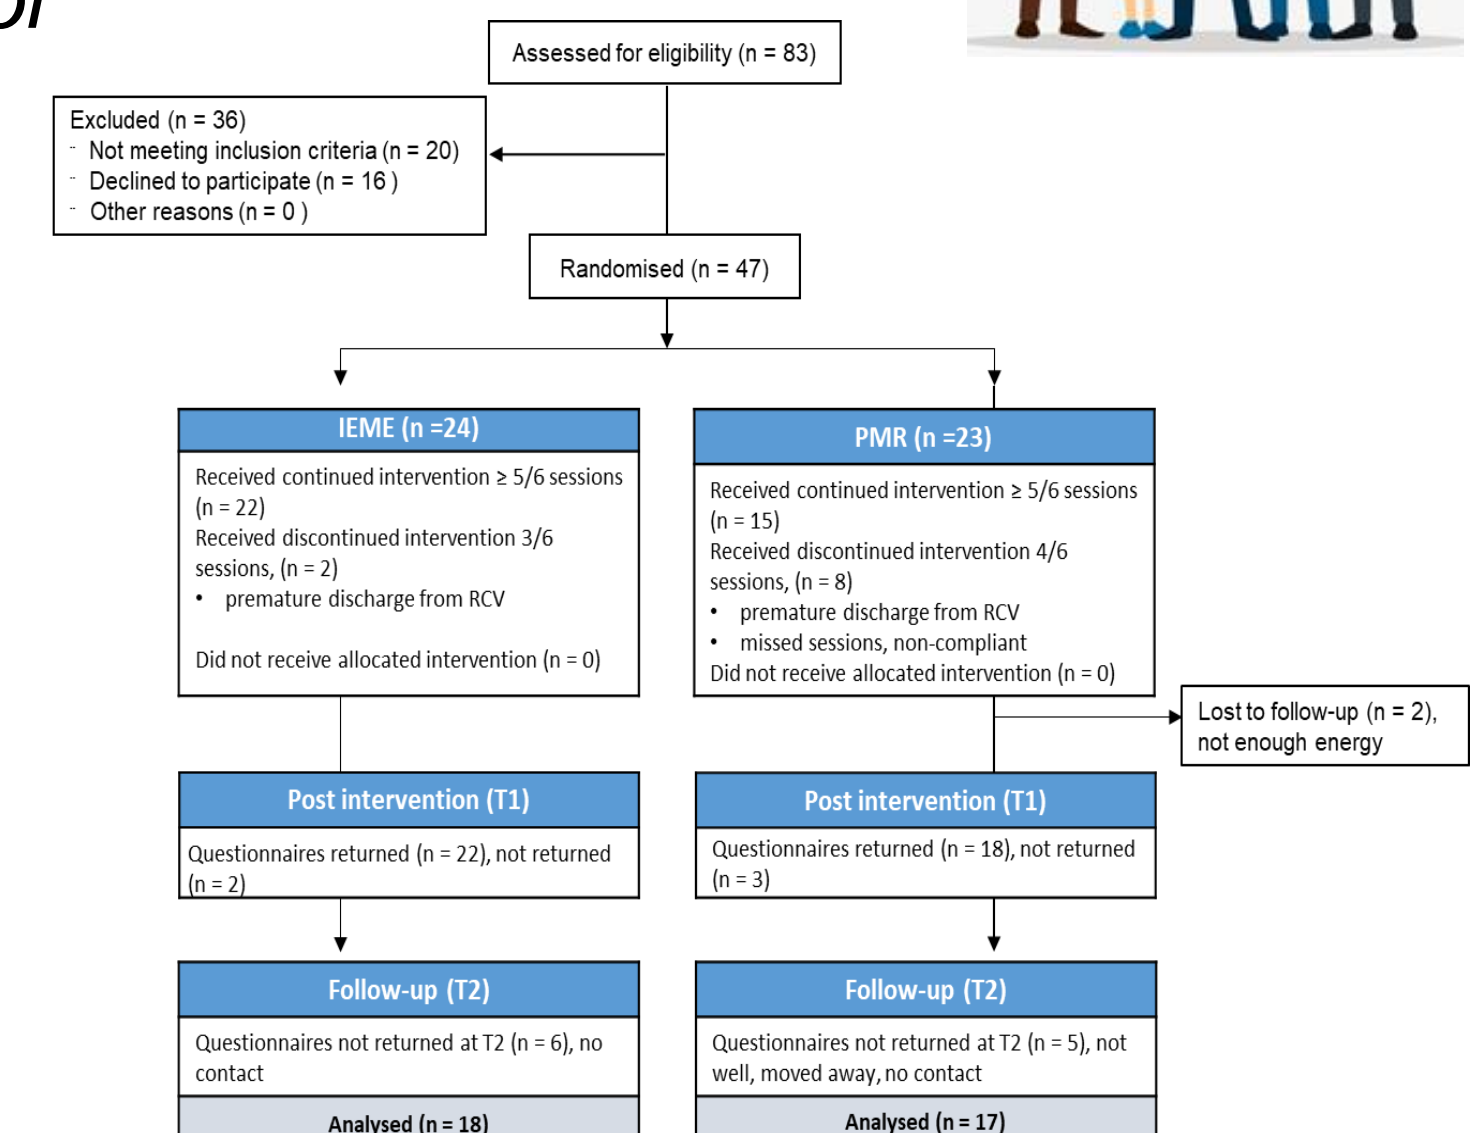 Assessed for eligibility (n = 83)
Excluded (n = 36)
¨ Not meeting inclusion criteria (n = 20)
¨ Declined to participate (n = 16 )
¨ Other reasons (n = 0 )
Randomised (n = 47)
IEME (n =24)
Received continued intervention ≥ 5/6 sessions
(n = 22)
Received discontinued intervention 3/6
sessions, (n = 2)
• premature discharge from RCV
Did not receive allocated intervention (n = 0)
PMR (n =23)
Received continued intervention ≥ 5/6 sessions
(n = 15)
Received discontinued intervention 4/6
sessions, (n = 8)
• premature discharge from RCV
• missed sessions, non-compliant
Did not receive allocated intervention (n = 0)
Lost to follow-up (n = 2),
not enough energy
Post intervention (T1)
Questionnaires returned (n = 22), not returned
(n = 2)
Post intervention (T1)
Questionnaires returned (n = 18), not returned
(n = 3)
Follow-up (T2)
Questionnaires not returned at T2 (n = 6), no
contact
Analysed (n = 18)
Follow-up (T2)
Questionnaires not returned at T2 (n = 5), not
well, moved away, no contact
Analysed (n = 17)